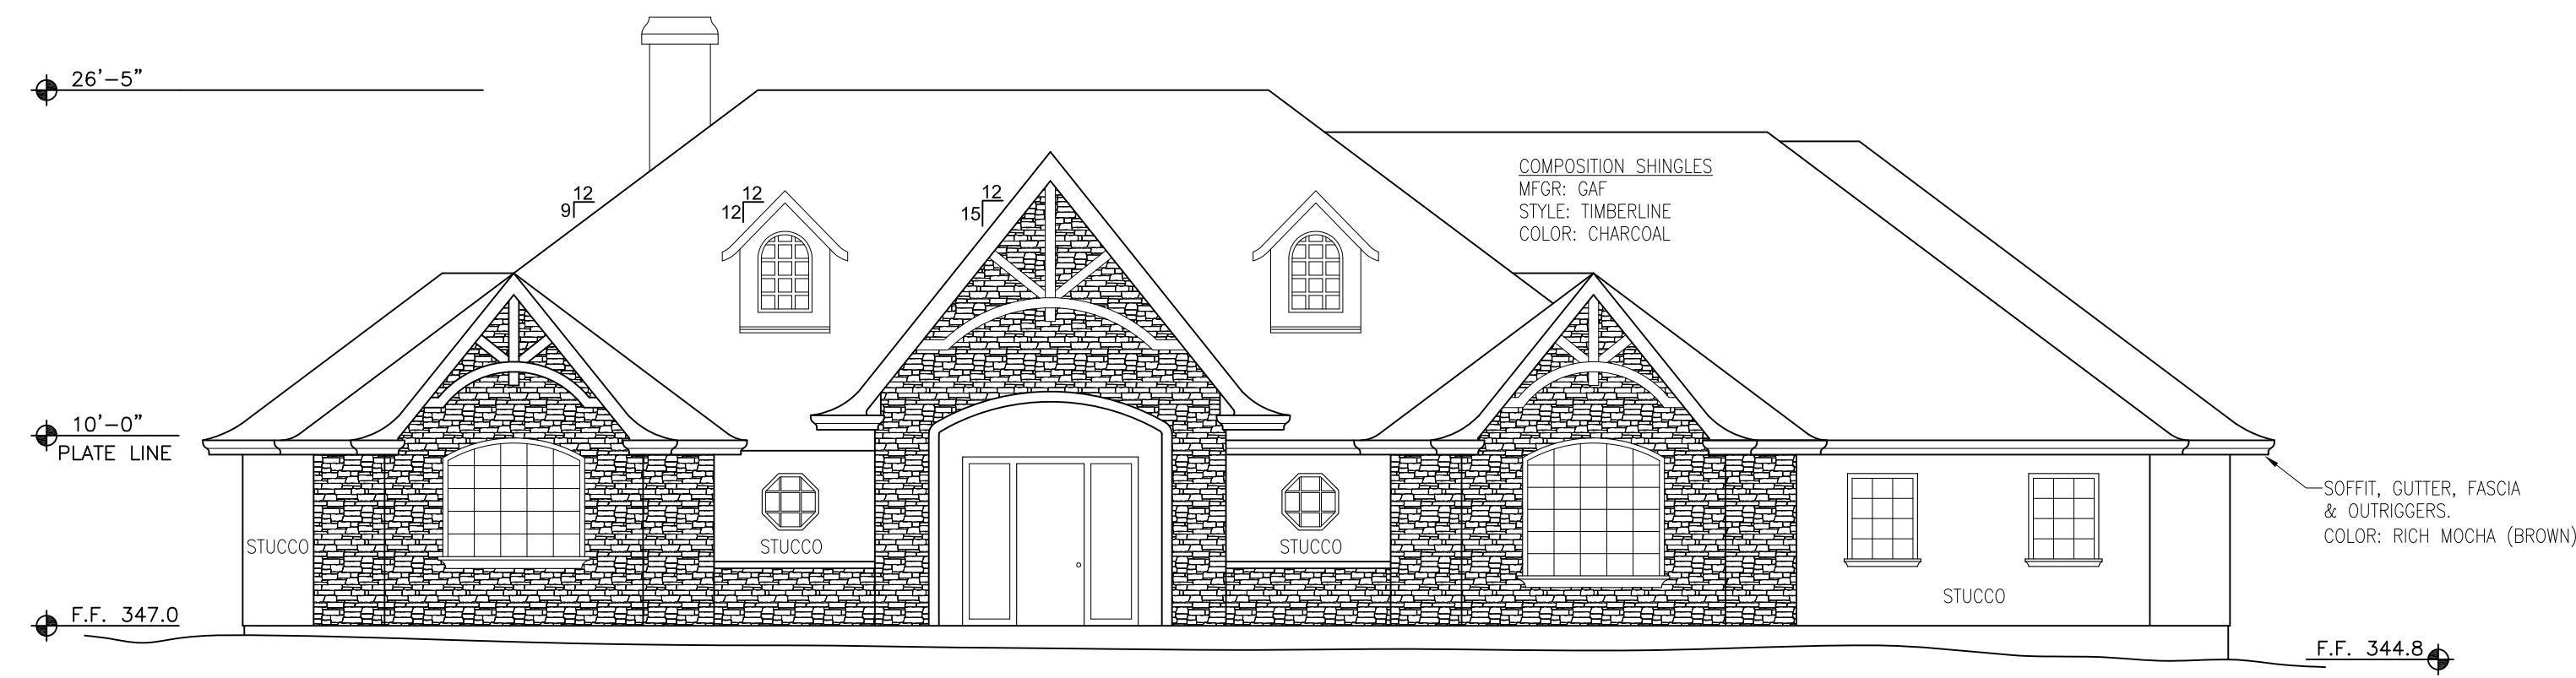 26'-5"
12
9
12
12
12
15
COMPOSITION SHINGLES
MFGR: GAF
STYLE: TIMBERLINE
COLOR: CHARCOAL
10'-0"
PLATE LINE
SOFFIT, GUTTER, FASCIA
& OUTRIGGERS.
COLOR: RICH MOCHA (BROWN)
STUCCO
STUCCO
STUCCO
STUCCO
F.F. 347.0
F.F. 344.8